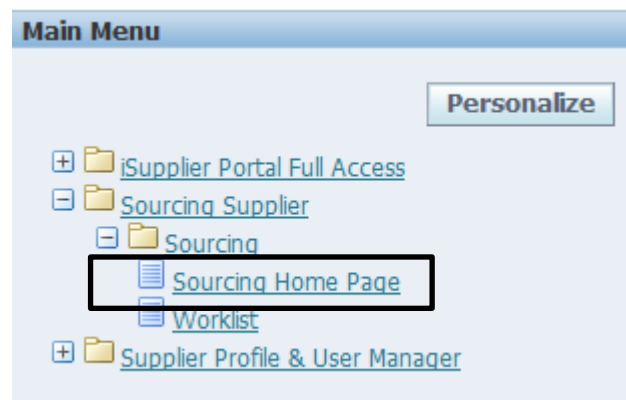 Main Menu
Personalize
iSupplier Portal Full Access
Sourcing Supplier
Sourcing
Sourcing Home Page
Worklist
Supplier Profile & User Manager